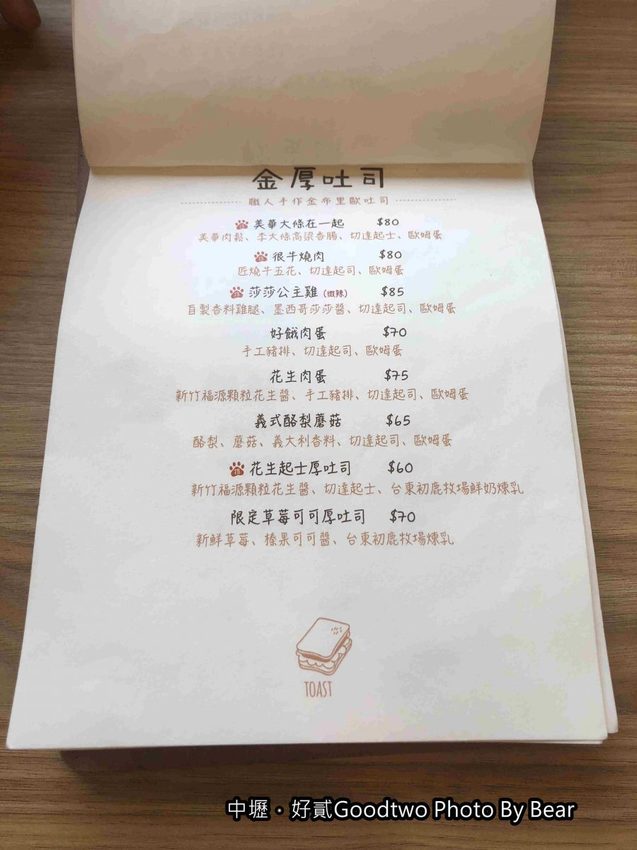 金厚吐司
職人手作金布里歐吐司
美華大條在一起 $80
美華肉鬆、李大條高粱香腸、切達起士、歐姆蛋
很牛燒肉 $80
匠燒牛五花、切達起司、歐姆蛋
莎莎公主雞 (微辣) $85
自製香料雞腿、墨西哥莎莎醬、切達起司、歐姆蛋
好餓肉蛋 $70
手工豬排、切達起司、歐姆蛋
花生肉蛋 $75
新竹福源顆粒花生醬、手工豬排、切達起司、歐姆蛋
義式酪梨蘑菇 $65
酪梨、蘑菇、義大利香料、切達起司、歐姆蛋
花生起士厚吐司 $60
新竹福源顆粒花生醬、切達起士、台東初鹿牧場鮮奶煉乳
限定草莓可可厚吐司 $70
新鮮草莓、榛果可可醬、台東初鹿牧場煉乳
TOAST
中壢·好貳Goodtwo Photo By Bear